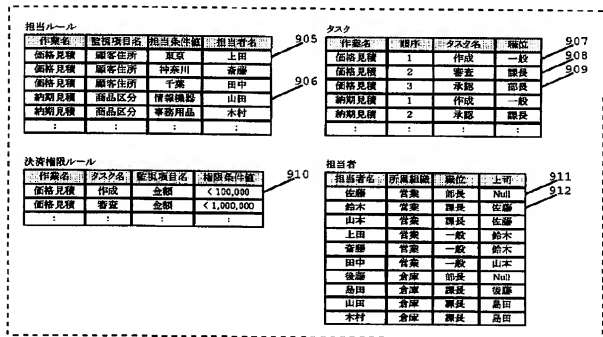 担当ルール
作業名 監視項目名 担当条件値 担当者名
価格見積 顧客住所 東京 上田 905
価格見積 顧客住所 神奈川 斎藤
価格見積 顧客住所 千葉 田中
納期見積 商品区分 情報機器 山田 906
納期見積 商品区分 事務用品 木村
: : : :
タスク
作業名 順序 タスク名 職位
価格見積 1 作成 一般 907
価格見積 2 審査 課長 908
価格見積 3 承認 部長 909
納期見積 1 作成 一般
納期見積 2 承認 課長
: : : :
決済権限ルール
作業名 タスク名 監視項目名 権限条件値
価格見積 作成 金額 < 100,000 910
価格見積 審査 金額 < 1,000,000
: : : :
担当者
担当者名 所属組織 職位 上司
佐藤 営業 部長 Null 911
鈴木 営業 課長 佐藤 912
山本 営業 課長 佐藤
上田 営業 一般 鈴木
斎藤 営業 一般 鈴木
田中 営業 一般 山本
後藤 倉庫 部長 Null
島田 倉庫 課長 後藤
山田 倉庫 課長 島田
木村 倉庫 課長 島田